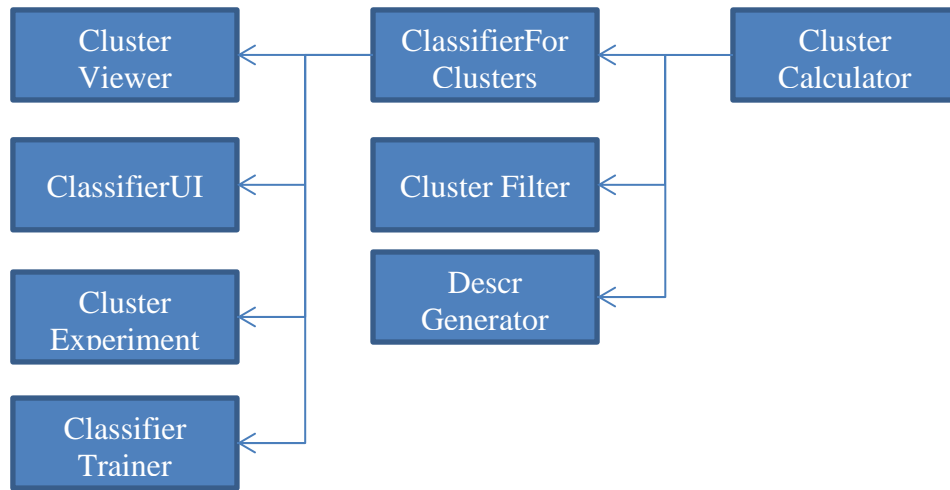 Cluster
Viewer
ClassifierFor
Clusters
Cluster
Calculator
ClassifierUI
Cluster Filter
Cluster
Experiment
Descr
Generator
Classifier
Trainer